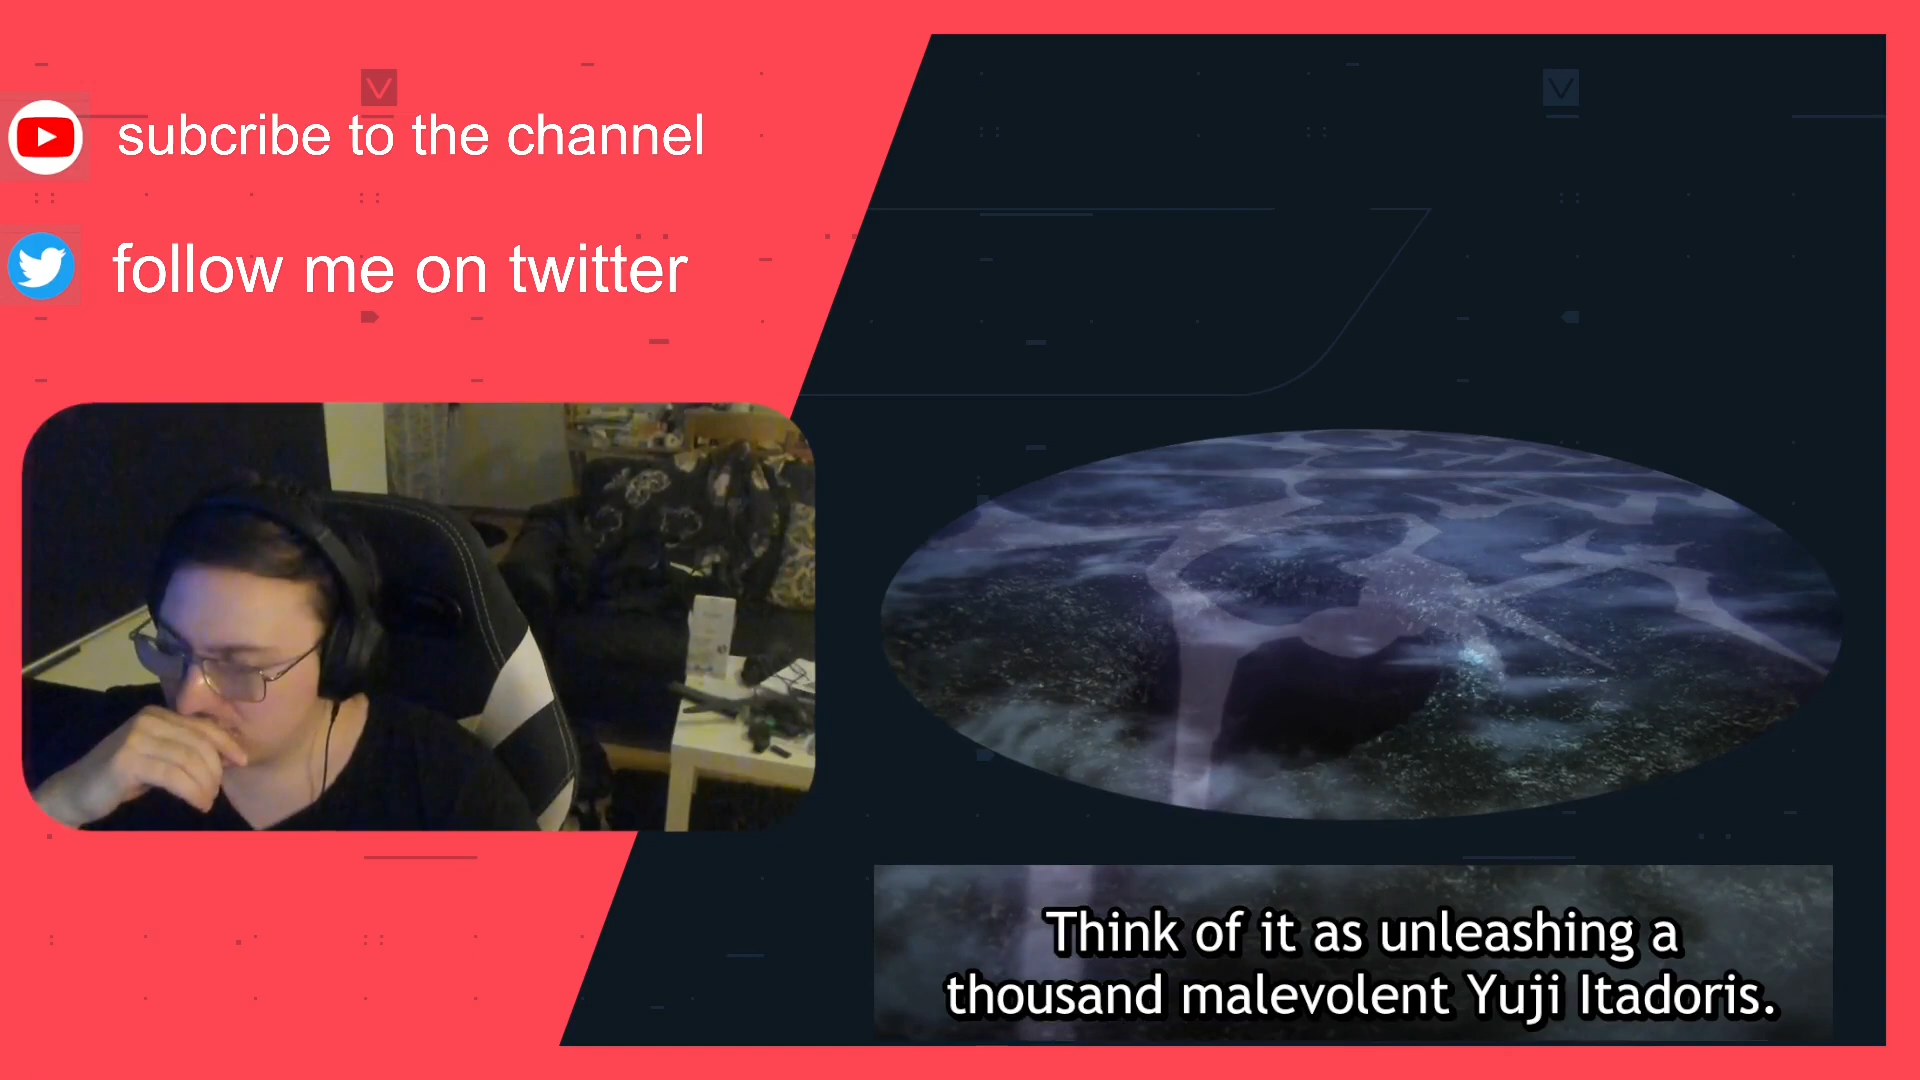 subcribe to the channel
follow me on twitter
Think of it as unleashing a
thousand malevolent Yuji Itadoris.